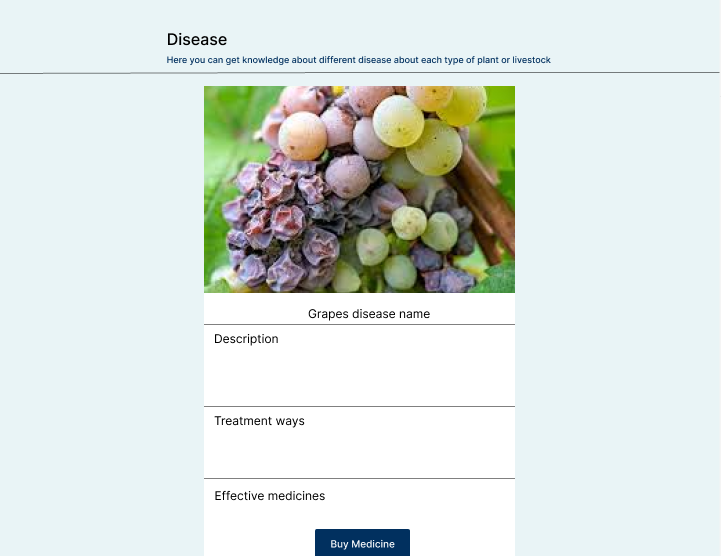 Disease
Here you can get knowledge about different disease about each type of plant or livestock
Grapes disease name
Description
Treatment ways
Effective medicines
Buy Medicine